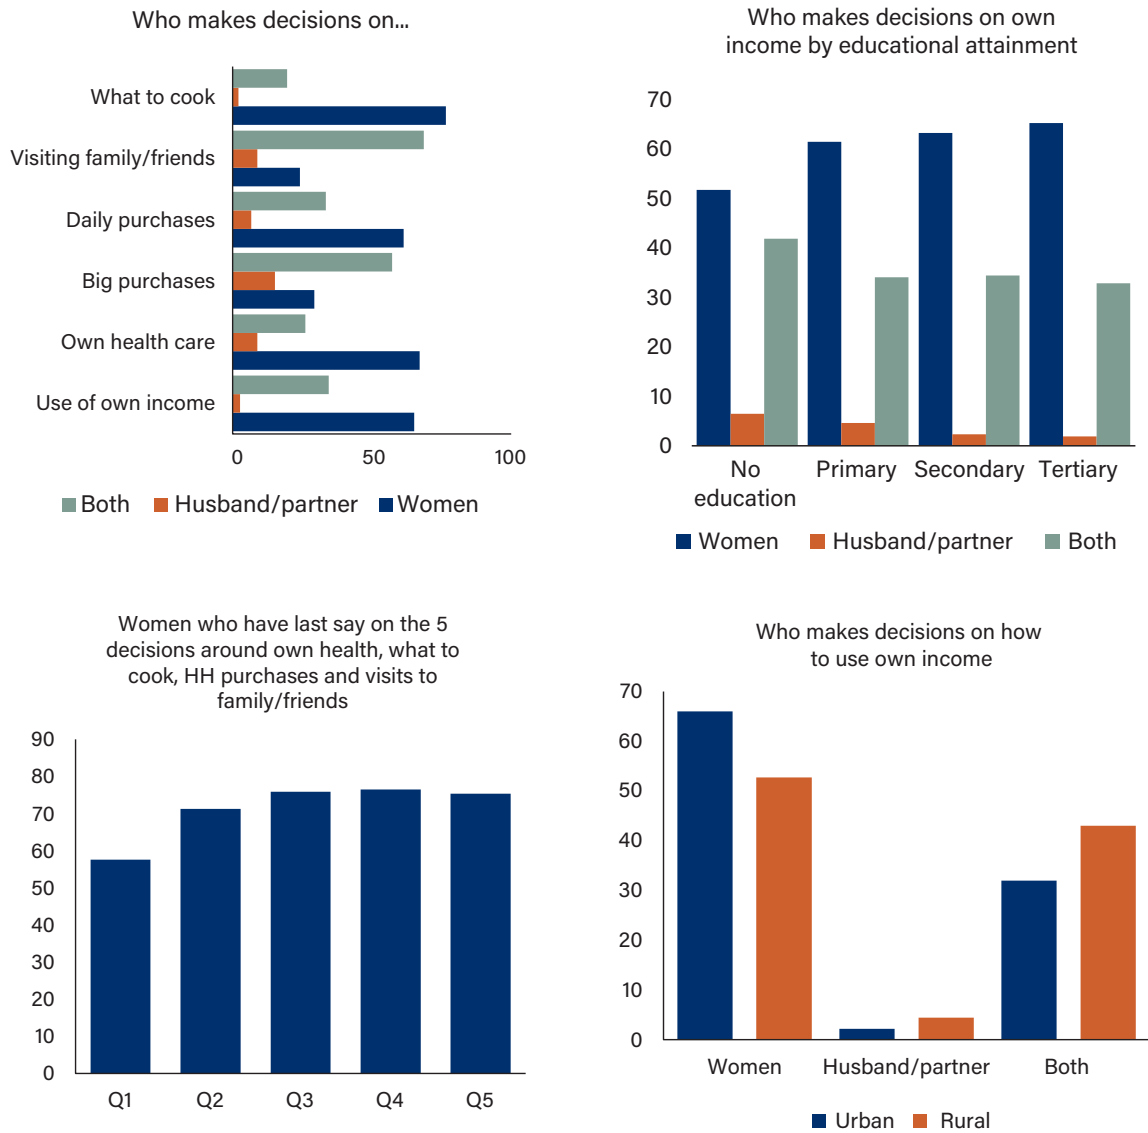 Who makes decisions on...
What to cook
Visiting family/friends
Daily purchases
Big purchases
Own health care
Use of own income
0 50 100
Both Husband/partner Women
Who makes decisions on own
income by educational attainment
70
60
50
40
30
20
10
0
No Primary Secondary Tertiary
education
Women Husband/partner Both
Women who have last say on the 5
decisions around own health, what to
cook, HH purchases and visits to
family/friends
90
80
70
60
50
40
30
20
10
0
Q1 Q2 Q3 Q4 Q5
Who makes decisions on how
to use own income
70
60
50
40
30
20
10
0
Women Husband/partner Both
Urban Rural